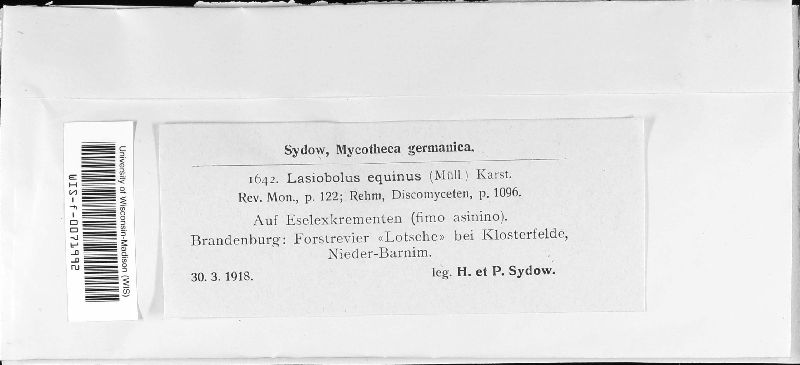 Sydow, Mycotheca germanica.
1642. Lasiobolus equinus (Müll) Karst.
Rev. Mon., p. 122; Rehm, Discomyceten, p. 1096.
Auf Eselexkrementen (fimo asinino).
Brandenburg: Forstrevier «Lotsche» bei Klosterfelde,
Nieder-Barnim.
30. 3. 1918. leg. H. et P. Sydow.
University of Wisconsin-Madison (WIS)
WIS-f-0071992